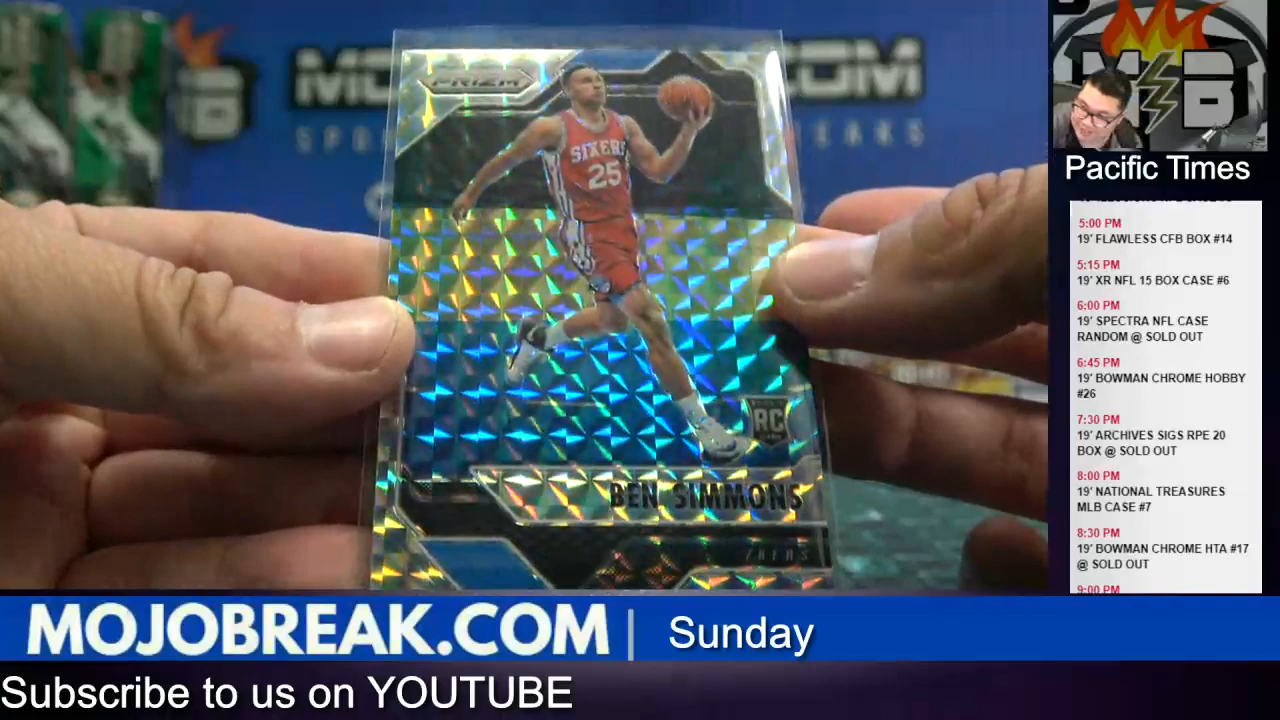 PRIZM
SIXERS
25
RC
BEN SIMMONS
76ERS
MB
Pacific Times
5:00 PM
19' FLAWLESS CFB BOX #14
5:15 PM
19' XR NFL 15 BOX CASE #6
6:00 PM
19' SPECTRA NFL CASE
RANDOM @ SOLD OUT
6:45 PM
19' BOWMAN CHROME HOBBY
#26
7:30 PM
19' ARCHIVES SIGS RPE 20
BOX @ SOLD OUT
8:00 PM
19' NATIONAL TREASURES
MLB CASE #7
8:30 PM
19' BOWMAN CHROME HTA #17
@ SOLD OUT
9:00 PM
MOJOBREAK.COM | Sunday
Subscribe to us on YOUTUBE